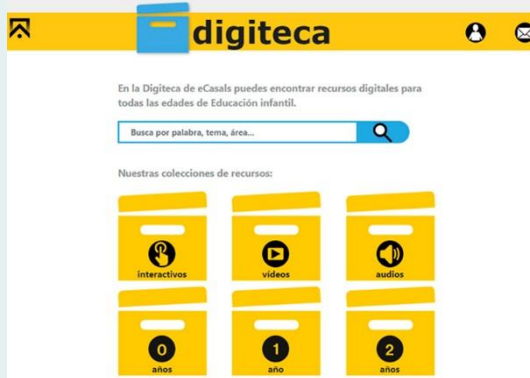 digiteca
En la Digiteca de eCasals puedes encontrar recursos digitales para
todas las edades de Educación infantil.
Busca por palabra, tema, área...
Nuestras colecciones de recursos:
interactivos
vídeos
audios
0
años
1
año
2
años